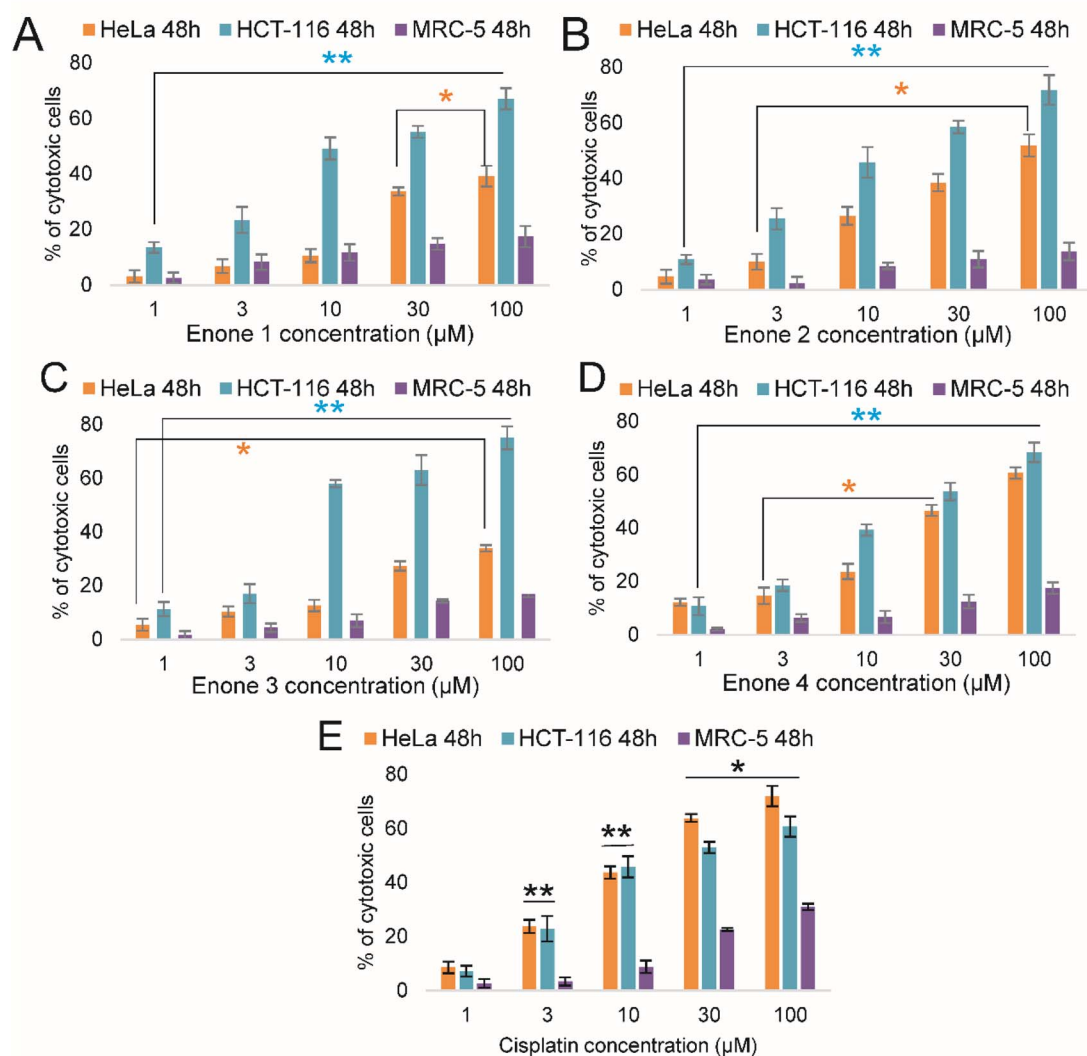 A
HeLa 48h HCT-116 48h MRC-5 48h
80
60
40
20
0
% of cytotoxic cells
**
*
1 3 10 30 100
Enone 1 concentration (µM)
B
HeLa 48h HCT-116 48h MRC-5 48h
80
60
40
20
0
% of cytotoxic cells
**
*
1 3 10 30 100
Enone 2 concentration (µM)
C
HeLa 48h HCT-116 48h MRC-5 48h
80
60
40
20
0
% of cytotoxic cells
**
*
1 3 10 30 100
Enone 3 concentration (µM)
D
HeLa 48h HCT-116 48h MRC-5 48h
80
60
40
20
0
% of cytotoxic cells
**
*
1 3 10 30 100
Enone 4 concentration (µM)
E
HeLa 48h HCT-116 48h MRC-5 48h
80
60
40
20
0
% of cytotoxic cells
**
**
*
1 3 10 30 100
Cisplatin concentration (µM)